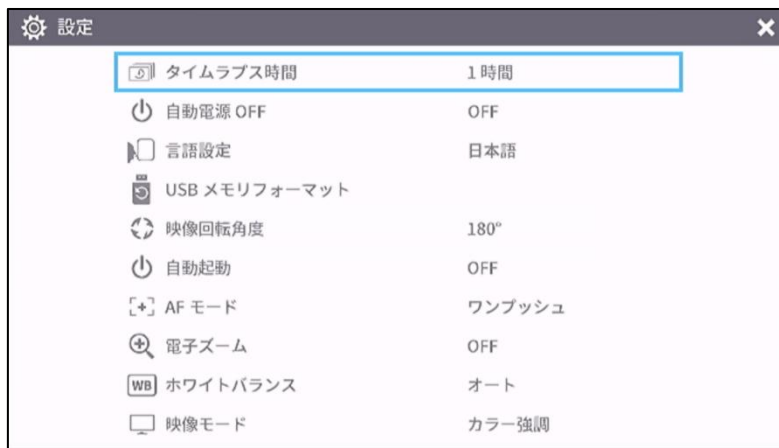 設定
タイムラプス時間 1時間
自動電源 OFF OFF
言語設定 日本語
USB メモリフォーマット
映像回転角度 180°
自動起動 OFF
AF モード ワンプッシュ
電子ズーム OFF
WB ホワイトバランス オート
映像モード カラー強調